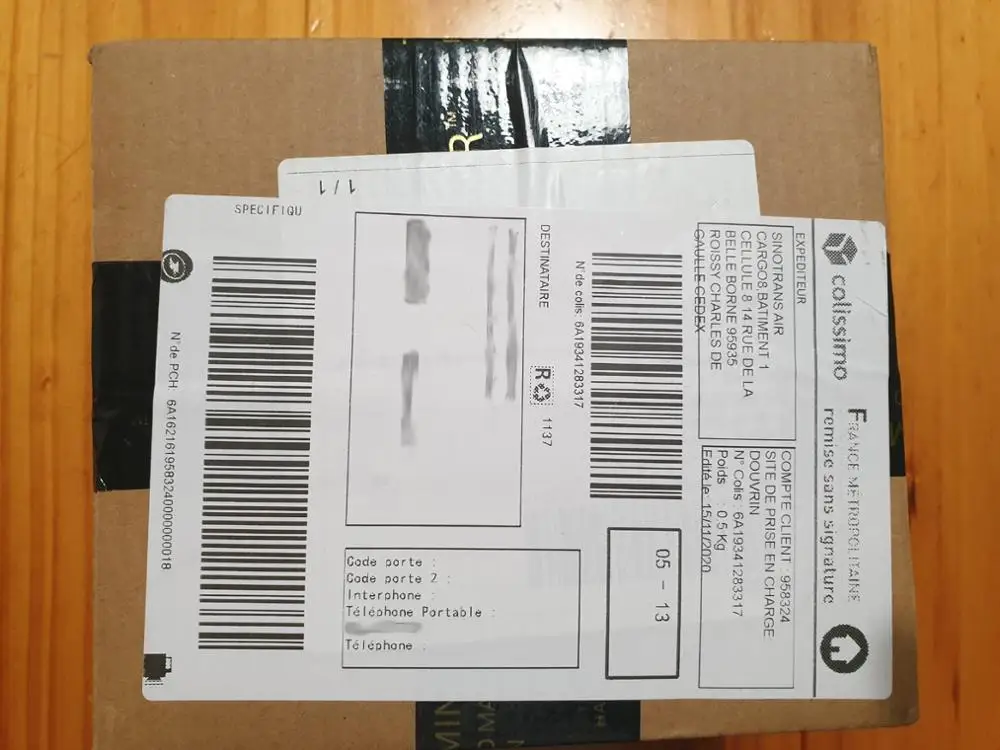 colissimo
FRANCE METROPOLITAINE
remise sans signature
EXPEDITEUR
SINOTRANS AIR
CARGO8,BATIMENT 1
CELLULE 8 14 RUE DE LA
BELLE BORNE 95935
ROISSY CHARLES DE
GAULLE CEDEX
COMPTE CLIENT : 958324
SITE DE PRISE EN CHARGE
DOUVRIN
N° Colis : 6A19341283317
Poids : 0.5 Kg
Edité le : 15/11/2020
N°de colis: 6A19341283317
05 - 13
DESTINATAIRE
R 1137
Code porte :
Code porte 2 :
Interphone :
Téléphone Portable :
Téléphone :
SPECIFIQU
N°de PCH : 6A1621619583240000000018
1 / 1
R™
MIN